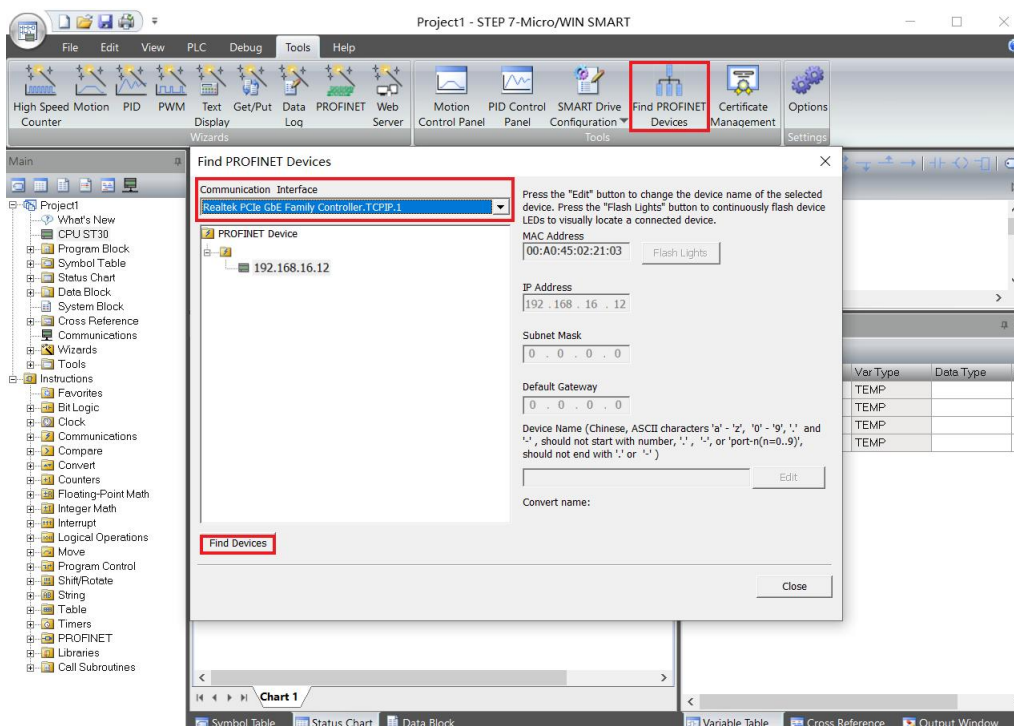 Project1 - STEP 7-Micro/WIN SMART
File Edit View PLC Debug Tools Help
High Speed Counter
Motion
PID
PWM
Text Display
Get/Put
Data Log
PROFINET
Web Server
Wizards
Motion Control Panel
PID Control Panel
SMART Drive Configuration
Find PROFINET Devices
Certificate Management
Tools
Options
Settings
Main
Project1
What's New
CPU ST30
Program Block
Symbol Table
Status Chart
Data Block
System Block
Cross Reference
Communications
Wizards
Tools
Instructions
Favorites
Bit Logic
Clock
Communications
Compare
Convert
Counters
Floating-Point Math
Integer Math
Interrupt
Logical Operations
Move
Program Control
Shift/Rotate
String
Table
Timers
PROFINET
Libraries
Call Subroutines
Find PROFINET Devices
Communication Interface
Realtek PCIe GbE Family Controller.TCPIP.1
PROFINET Device
192.168.16.12
Find Devices
Press the "Edit" button to change the device name of the selected
device. Press the "Flash Lights" button to continuously flash device
LEDs to visually locate a connected device.
MAC Address
00:A0:45:02:21:03
Flash Lights
IP Address
192 . 168 . 16 . 12
Subnet Mask
0 . 0 . 0 . 0
Default Gateway
0 . 0 . 0 . 0
Device Name (Chinese, ASCII characters 'a' - 'z', '0' - '9', '.' and
'-' , should not start with number, '.' , '-', or 'port-n(n=0..9)',
should not end with '.' or '-' )
Edit
Convert name:
Close
Var Type Data Type
TEMP
TEMP
TEMP
TEMP
Chart 1
Symbol Table Status Chart Data Block
Variable Table Cross Reference Output Window